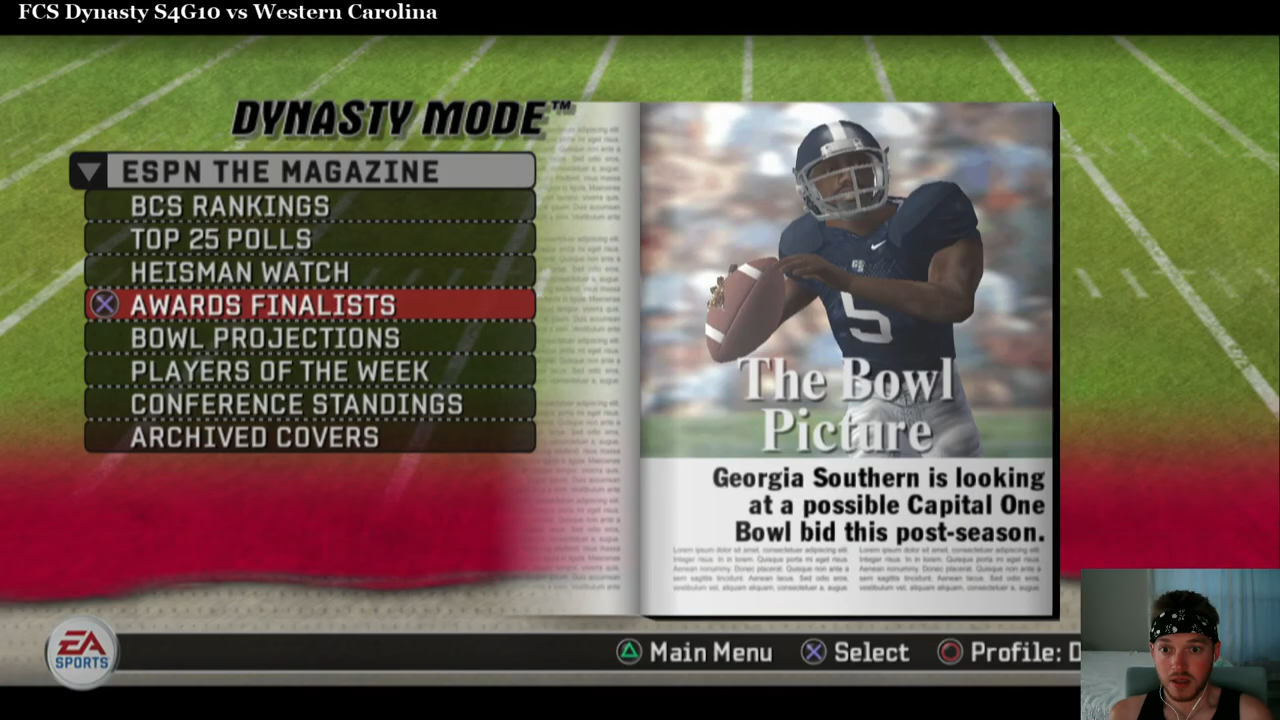 FCS Dynasty S4G10 vs Western Carolina
DYNASTY MODE™
ESPN THE MAGAZINE
BCS RANKINGS
TOP 25 POLLS
HEISMAN WATCH
AWARDS FINALISTS
BOWL PROJECTIONS
PLAYERS OF THE WEEK
CONFERENCE STANDINGS
ARCHIVED COVERS
GS
5
The Bowl
Picture
Georgia Southern is looking
at a possible Capital One
Bowl bid this post-season.
EA
SPORTS
Main Menu
Select
Profile: D